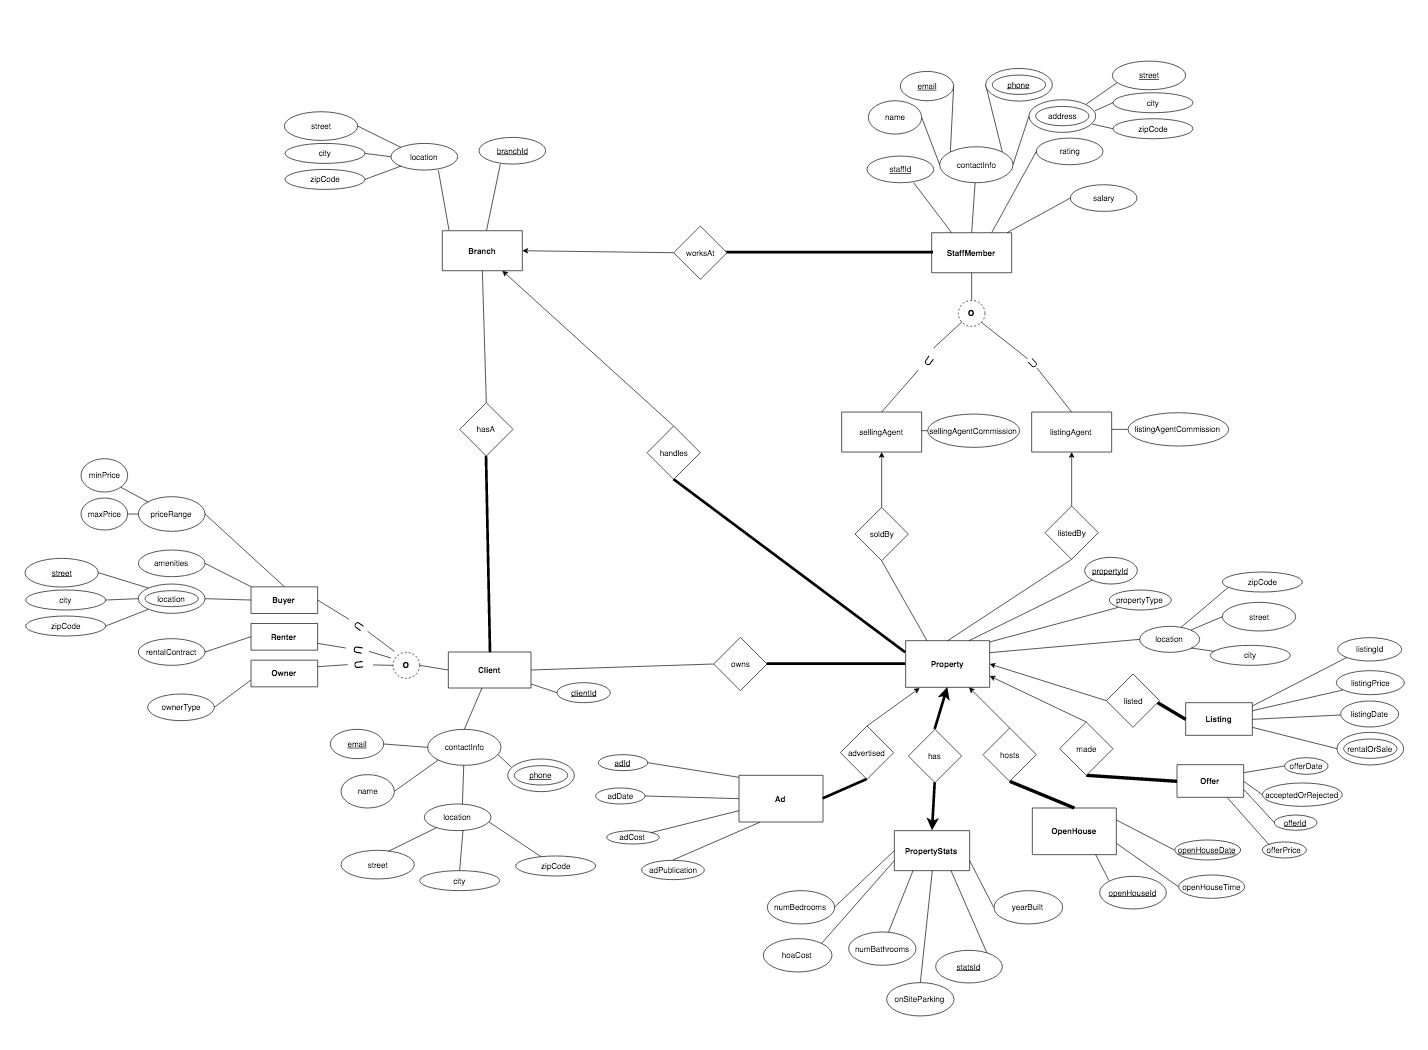 street
email
phone
city
name
address
zipCode
street
city
zipCode
location
branchId
staffId
contactInfo
rating
salary
Branch
worksAt
StaffMember
O
U
U
hasA
handles
sellingAgent
sellingAgentCommission
listingAgent
listingAgentCommission
minPrice
maxPrice
priceRange
soldBy
listedBy
amenities
street
location
city
zipCode
Buyer
Renter
Owner
rentalContract
ownerType
U
U
U
O
Client
clientId
owns
Property
propertyId
propertyType
zipCode
street
location
city
listed
Listing
listingId
listingPrice
listingDate
rentalOrSale
email
contactInfo
name
phone
location
street
city
zipCode
advertised
has
hosts
made
adId
adDate
adCost
adPublication
Ad
Offer
offerDate
acceptedOrRejected
offerId
offerPrice
OpenHouse
openHouseDate
openHouseTime
openHouseId
PropertyStats
numBedrooms
hoaCost
numBathrooms
onSiteParking
statsId
yearBuilt